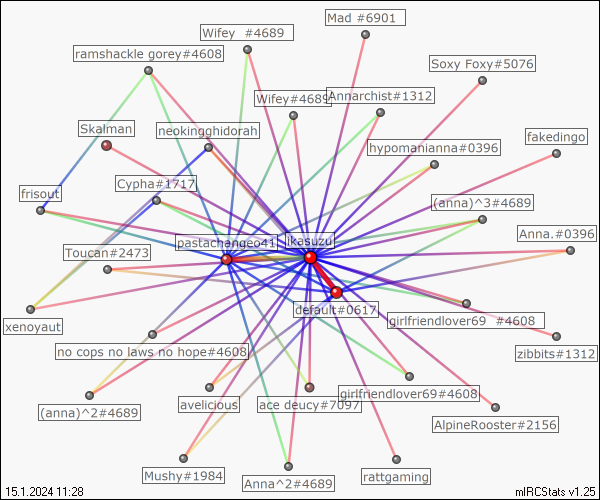 Mad #6901
Wifey #4689
ramshackle gorey#4608
Soxy Foxy#5076
Wifey#4689
Annarchist#1312
Skalman
neokingghidorah
fakedingo
hypomanianna#0396
Cypha#1717
frisout
(anna)^3#4689
Anna.#0396
pastachangeo41
ikasuzu
Toucan#2473
default#0617
girlfriendlover69 #4608
xenoyaut
no cops no laws no hope#4608
zibbits#1312
girlfriendlover69#4608
(anna)^2#4689
avelicious
ace deucy#7097
AlpineRooster#2156
Mushy#1984
Anna^2#4689
rattgaming
15.1.2024 11:28
mIRCStats v1.25